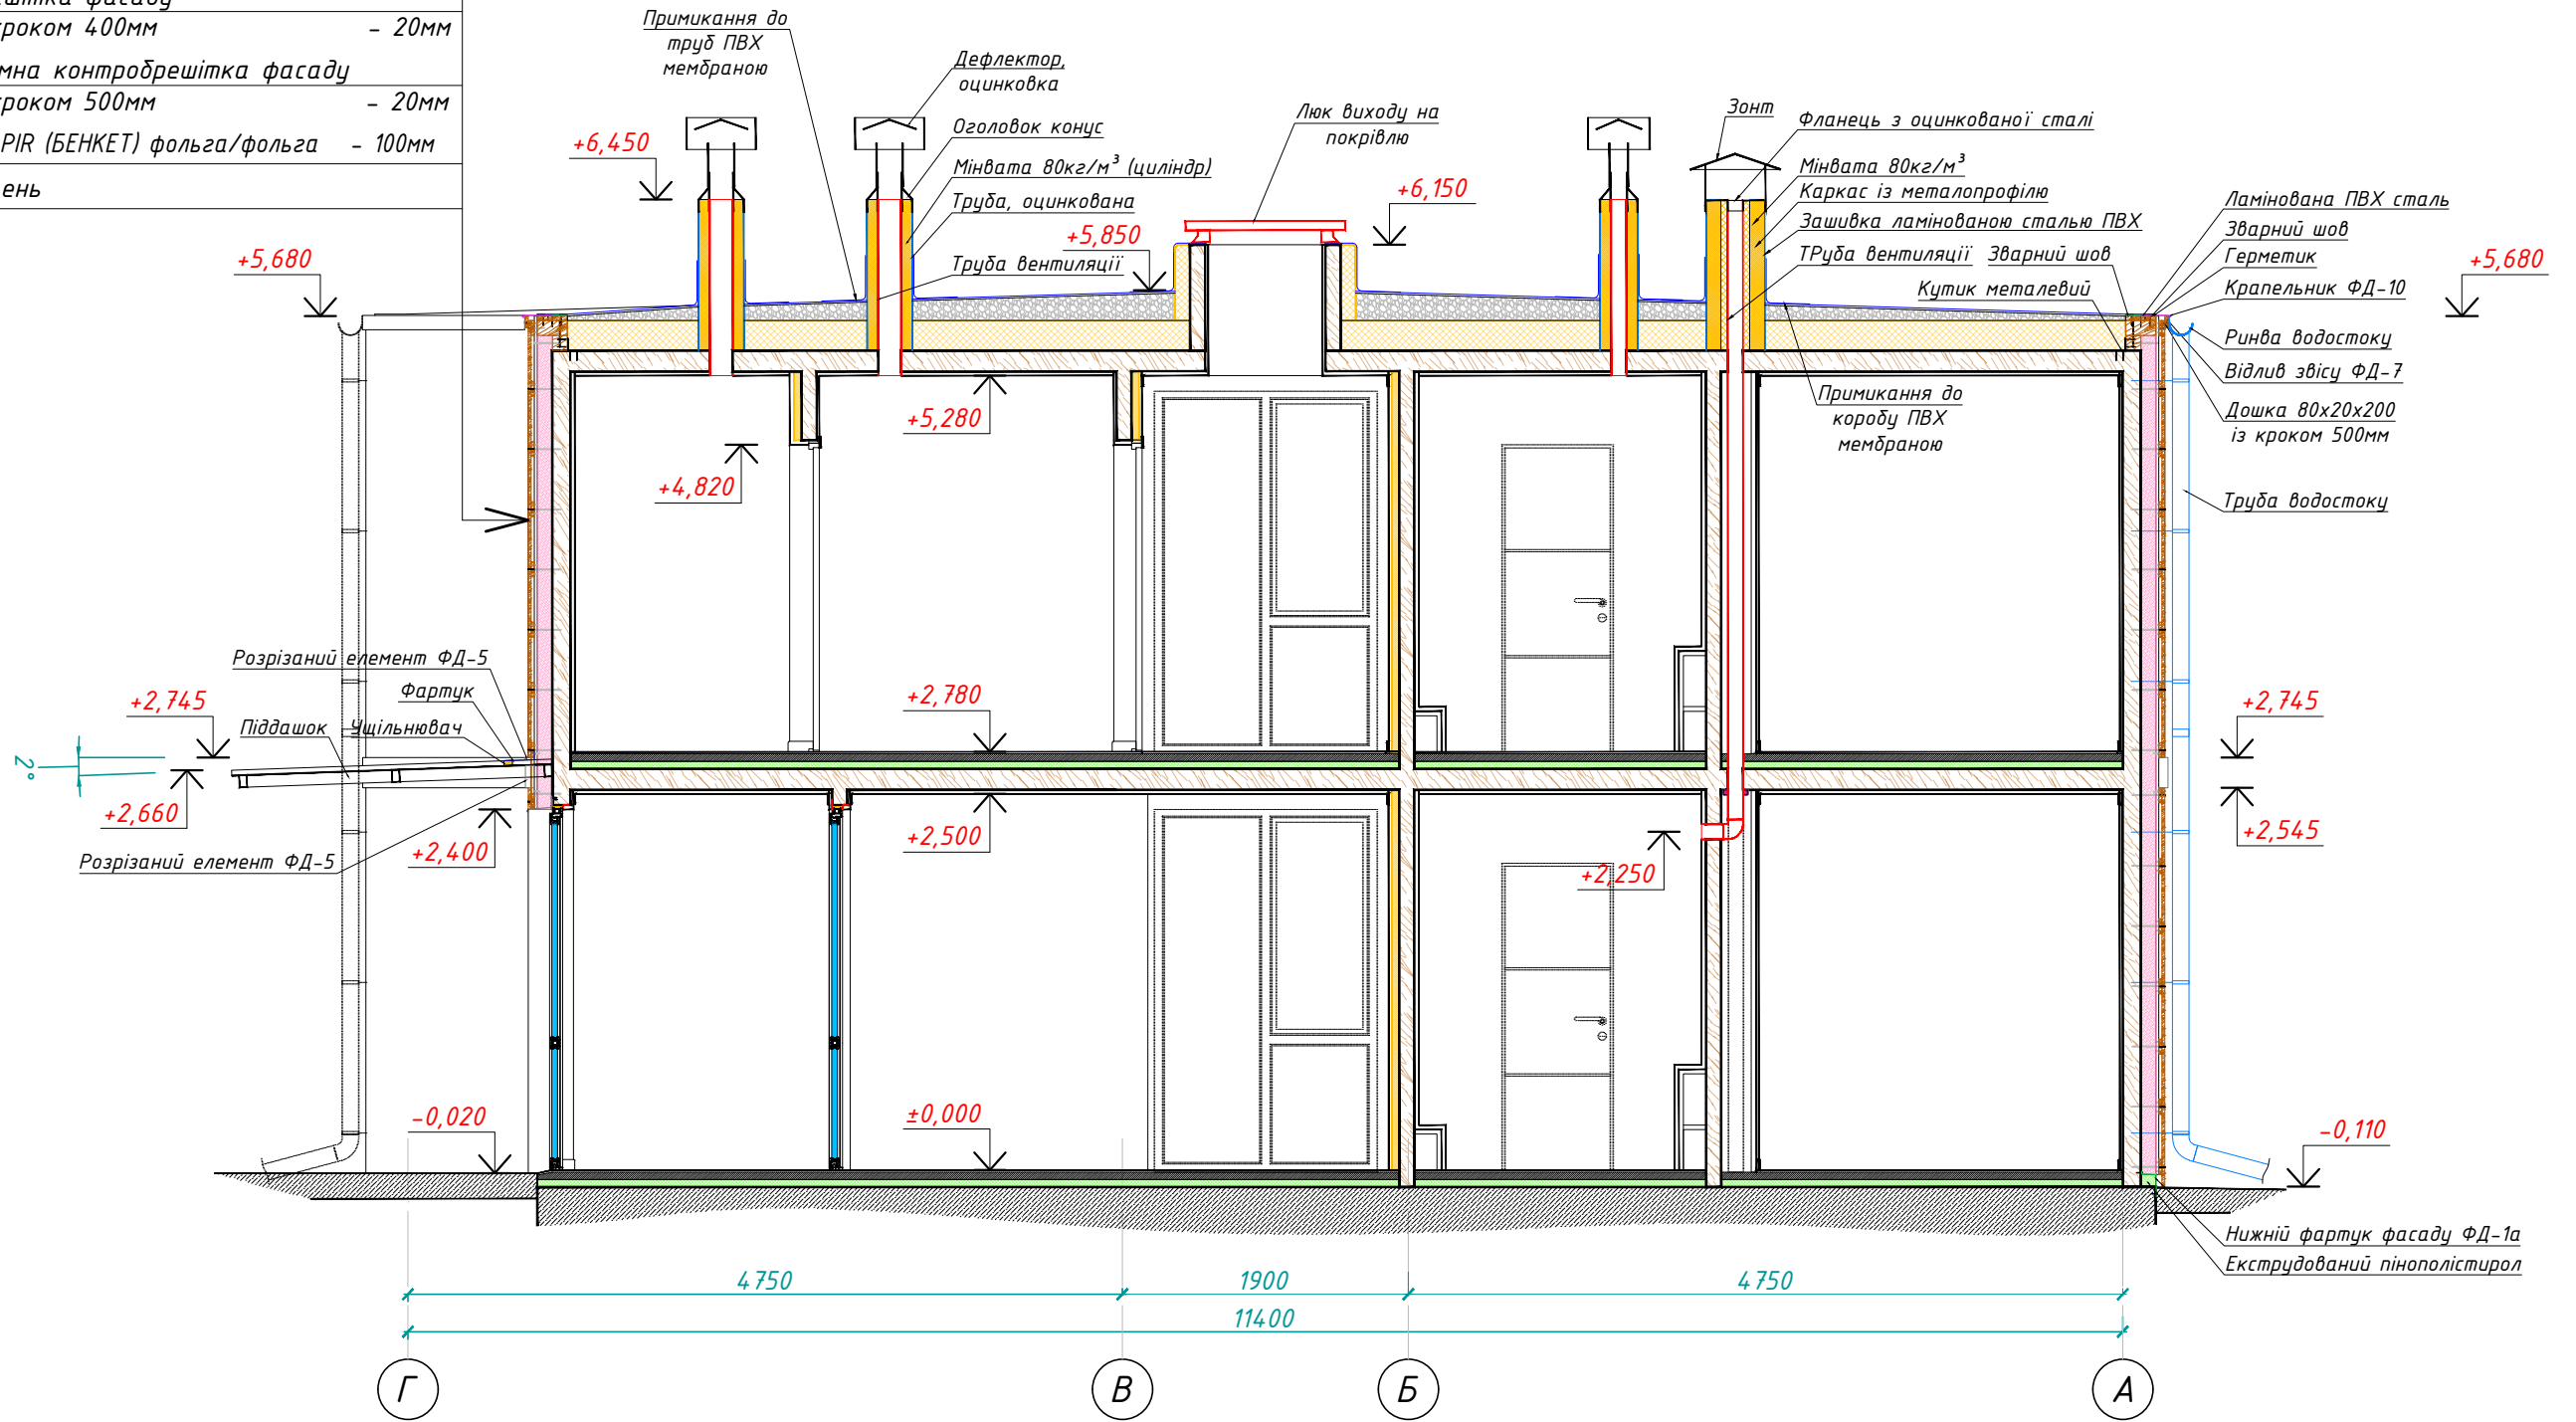 кроком 400мм - 20мм
контробрешітка фасаду
кроком 500мм - 20мм
PIR (БЕНКЕТ) фольга/фольга - 100мм
Примикання до
труб ПВХ
мембраною
Дефлектор,
оцинковка
Оголовок конус
Мінвата 80кг/м³ (циліндр)
Труба, оцинкована
Труба вентиляції
Люк виходу на
покрівлю
Зонт
Фланець з оцинкованої сталі
Мінвата 80кг/м³
Каркас із металопрофілю
Зашивка ламінованою сталью ПВХ
ТРуба вентиляції
Зварний шов
Кутик металевий
Ламінована ПВХ сталь
Зварний шов
Герметик
Крапельник ФД-10
Ринва водостоку
Відлив звісу ФД-7
Дошка 80х20х200
із кроком 500мм
Труба водостоку
Примикання до
коробу ПВХ
мембраною
+6,450
+5,850
+6,150
+5,680
+5,680
+5,280
+4,820
Розрізаний елемент ФД-5
Фартук
Піддашок
Ущільнювач
+2,745
2°
+2,660
+2,400
Розрізаний елемент ФД-5
+2,780
+2,500
+2,250
+2,745
+2,545
-0,020
±0,000
-0,110
Нижній фартук фасаду ФД-1а
Екструдований пінополістирол
4750
1900
4750
11400
Г
В
Б
А